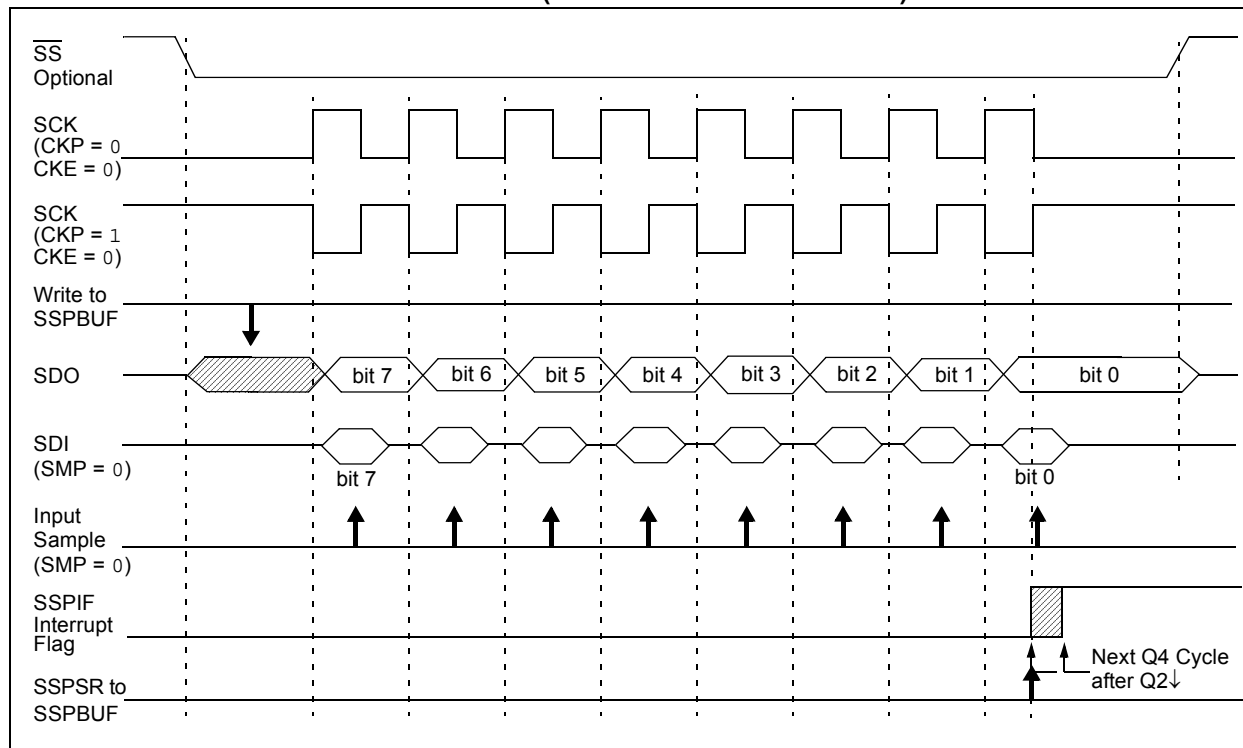 SS
Optional
SCK
(CKP = 0
CKE = 0)
SCK
(CKP = 1
CKE = 0)
Write to
SSPBUF
SDO
bit 7 bit 6 bit 5 bit 4 bit 3 bit 2 bit 1 bit 0
SDI
(SMP = 0)
bit 7 bit 0
Input
Sample
(SMP = 0)
SSPIF
Interrupt
Flag
Next Q4 Cycle
after Q2↓
SSPSR to
SSPBUF